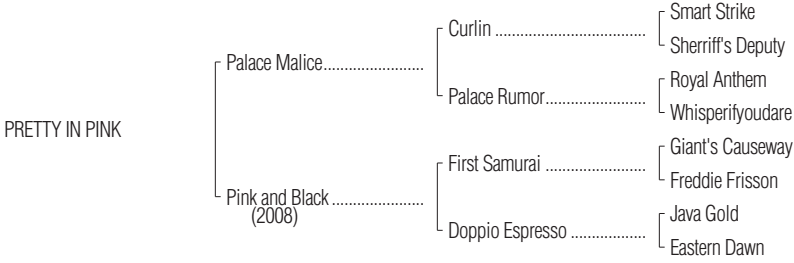 Smart Strike
Curlin ....................................
Sherriff's Deputy
Palace Malice........................
Royal Anthem
Palace Rumor........................
Whisperifyoudare
PRETTY IN PINK
Giant's Causeway
First Samurai ........................
Freddie Frisson
Pink and Black ......................
(2008)
Java Gold
Doppio Espresso ..................
Eastern Dawn